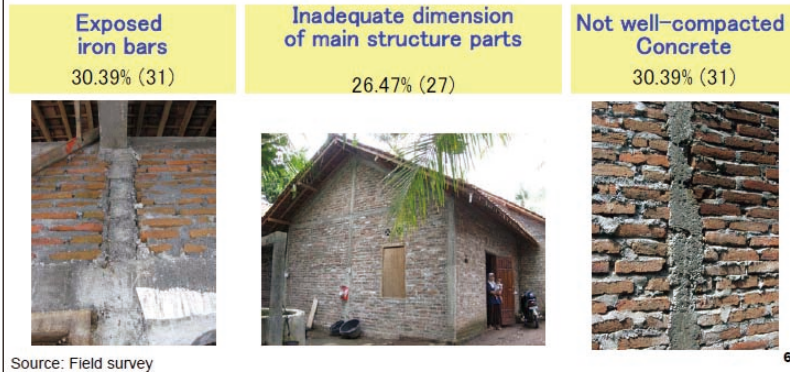 Exposed
iron bars
30.39% (31)
Inadequate dimension
of main structure parts
26.47% (27)
Not well-compacted
Concrete
30.39% (31)
Source: Field survey
6